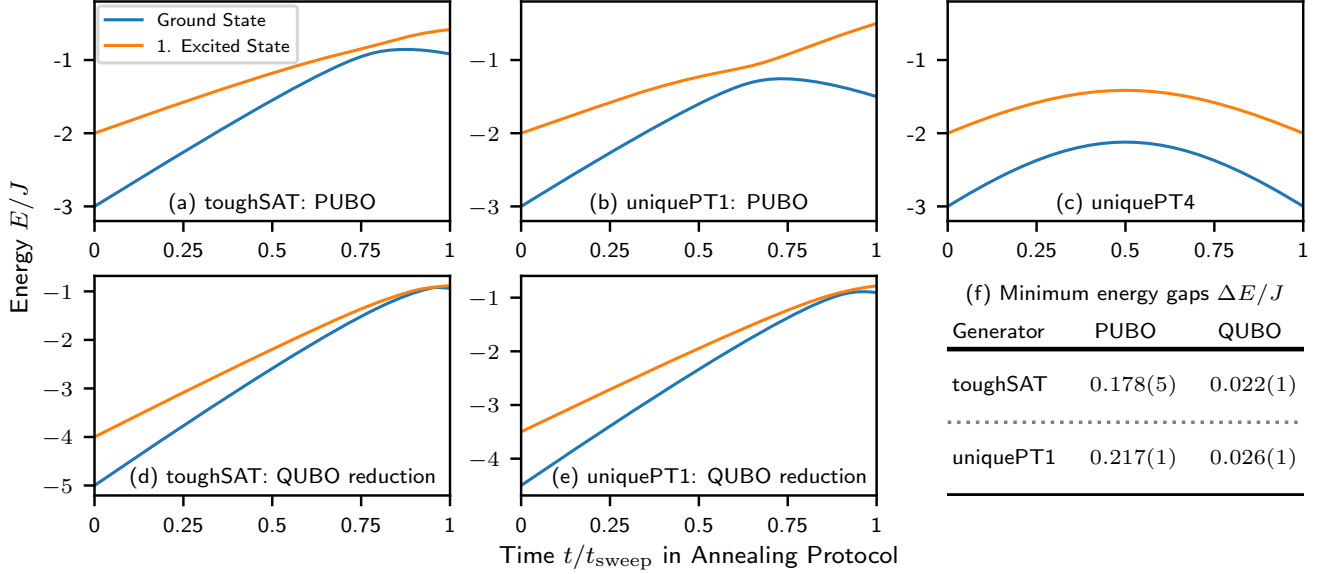 Energy E/J
Ground State
1. Excited State
-1
-2
-3
(a) toughSAT: PUBO
0 0.25 0.5 0.75 1
−1
−2
−3
(b) uniquePT1: PUBO
0 0.25 0.5 0.75 1
-1
-2
-3
(c) uniquePT4
0 0.25 0.5 0.75 1
−1
−2
−3
−4
−5
(d) toughSAT: QUBO reduction
0 0.25 0.5 0.75 1
−1
−2
−3
−4
(e) uniquePT1: QUBO reduction
0 0.25 0.5 0.75 1
(f) Minimum energy gaps ΔE/J
Generator PUBO QUBO
toughSAT 0.178(5) 0.022(1)
uniquePT1 0.217(1) 0.026(1)
Time t/t_sweep in Annealing Protocol